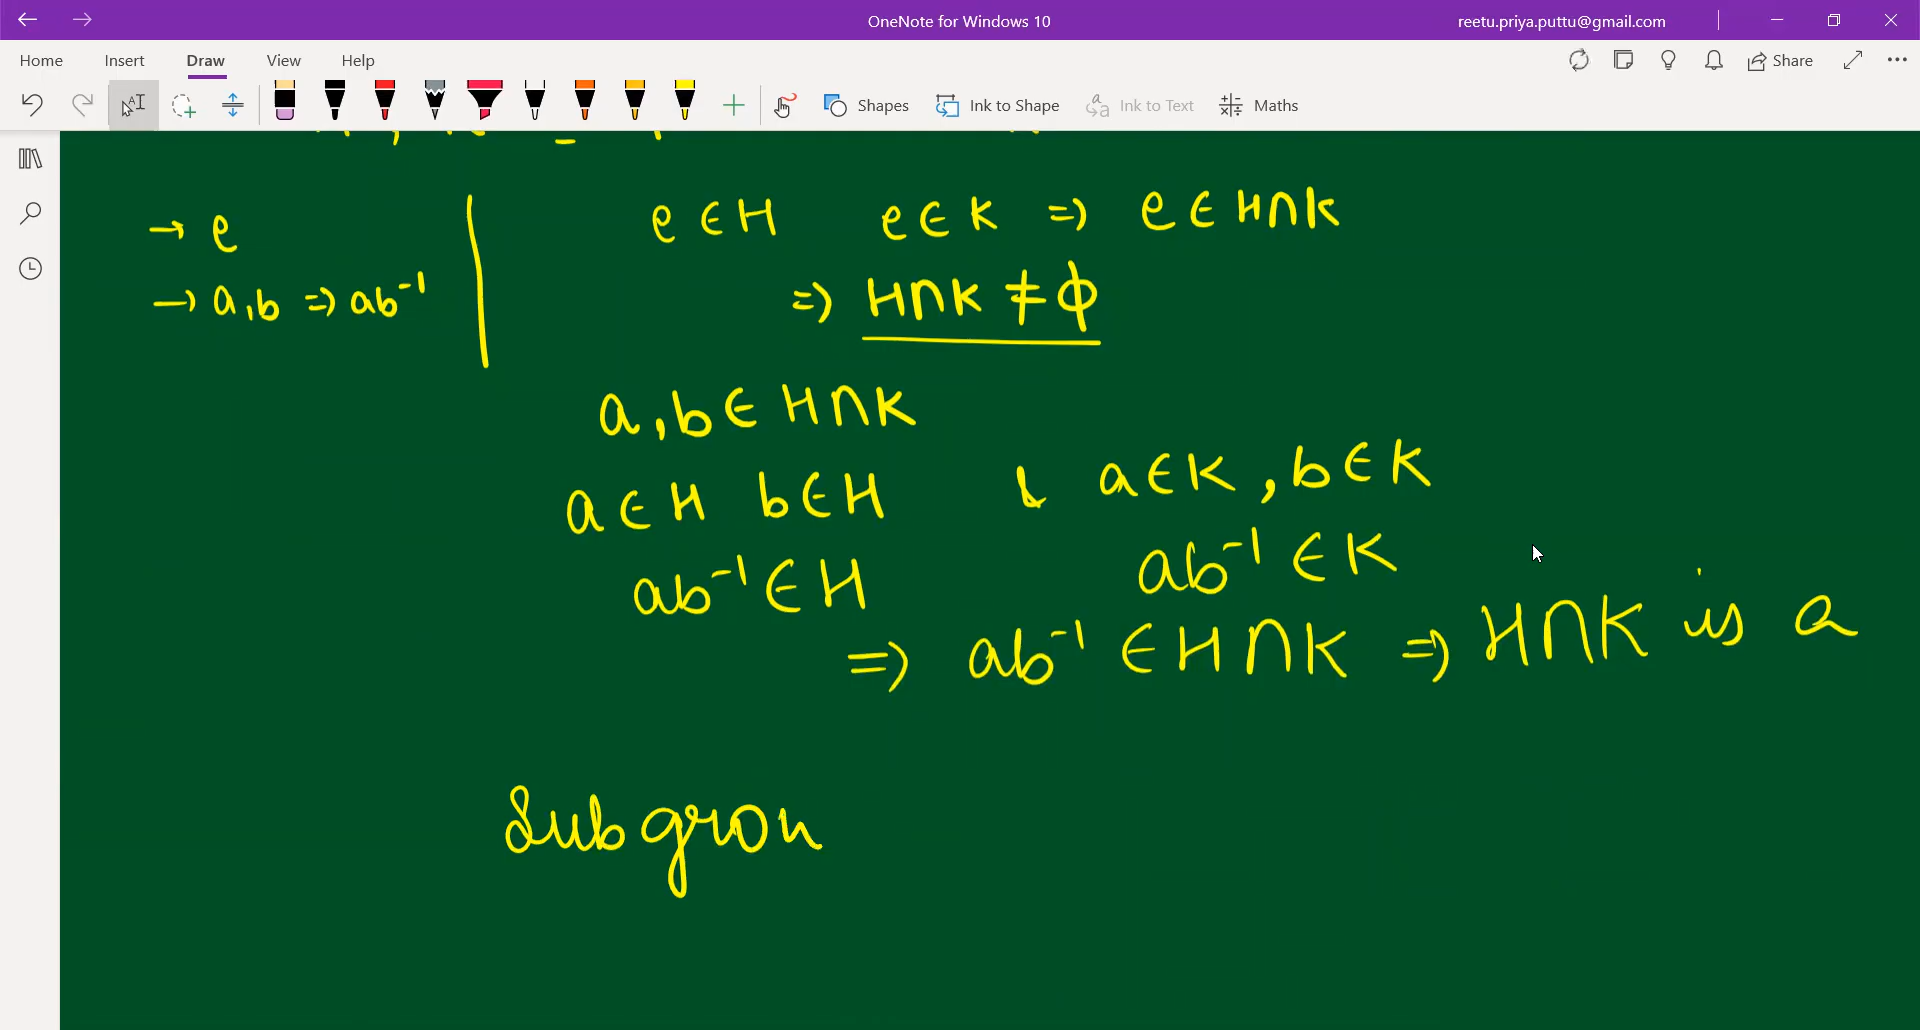 OneNote for Windows 10
reetu.priya.puttu@gmail.com
Home Insert Draw View Help
Share
Shapes Ink to Shape Ink to Text Maths
→ e
→ a,b ⇒ ab⁻¹
e ∈ H e ∈ K ⇒ e ∈ H∩K
⇒ H∩K ≠ ϕ
a,b ∈ H∩K
a ∈ H b ∈ H & a ∈ K, b ∈ K
ab⁻¹ ∈ H ab⁻¹ ∈ K
⇒ ab⁻¹ ∈ H∩K ⇒ H∩K is a
Subgrou